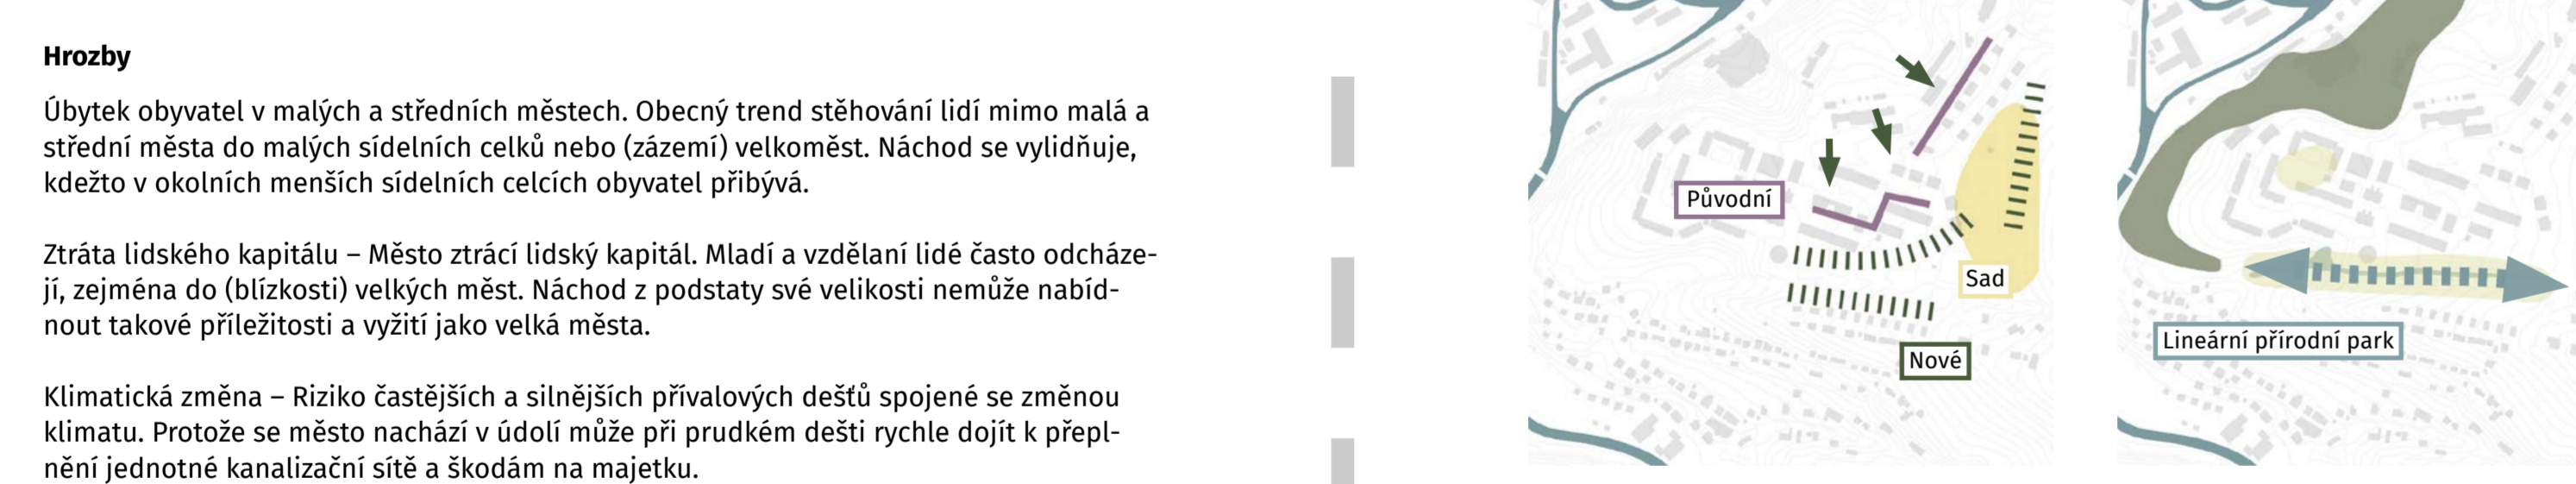 Hrozby
Úbytek obyvatel v malých a středních městech. Obecný trend stěhování lidí mimo malá a
střední města do malých sídelních celků nebo (zázemí) velkoměst. Náchod se vylidňuje,
kdežto v okolních menších sídelních celcích obyvatel přibývá.
Ztráta lidského kapitálu – Město ztrácí lidský kapitál. Mladí a vzdělaní lidé často odcháze-
jí, zejména do (blízkosti) velkých měst. Náchod z podstaty své velikosti nemůže nabíd-
nout takové příležitosti a vyžití jako velká města.
Klimatická změna – Riziko častějších a silnějších přívalových dešťů spojené se změnou
klimatu. Protože se město nachází v údolí může při prudkém dešti rychle dojít k přepl-
nění jednotné kanalizační sítě a škodám na majetku.
Původní
Sad
Nové
Lineární přírodní park